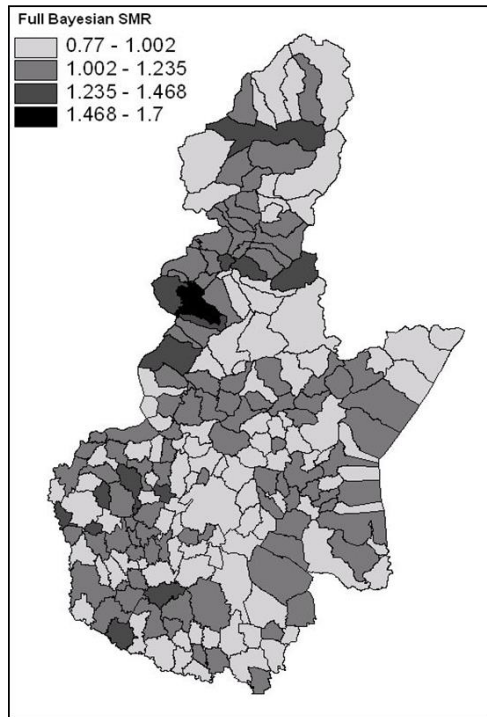 Full Bayesian SMR
0.77 - 1.002
1.002 - 1.235
1.235 - 1.468
1.468 - 1.7